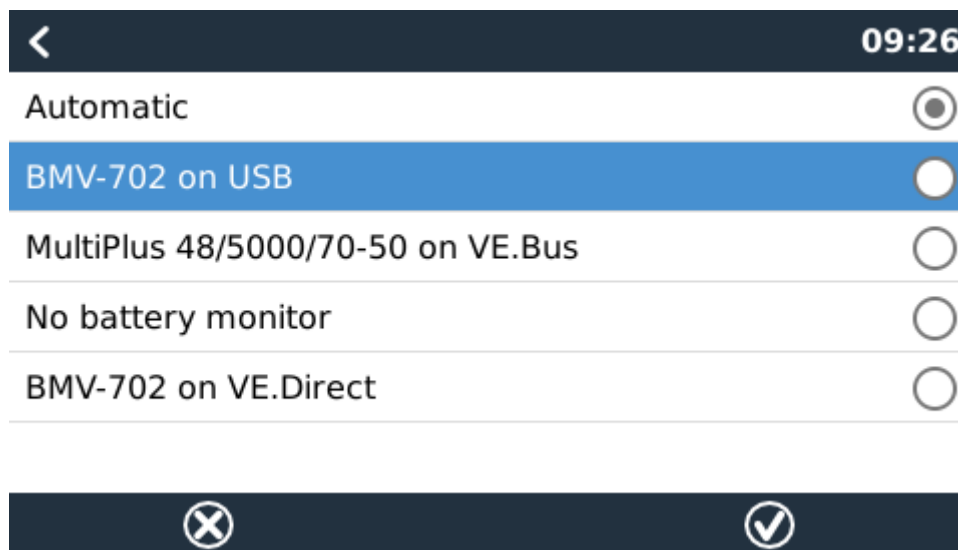 09:26
Automatic
BMV-702 on USB
MultiPlus 48/5000/70-50 on VE.Bus
No battery monitor
BMV-702 on VE.Direct